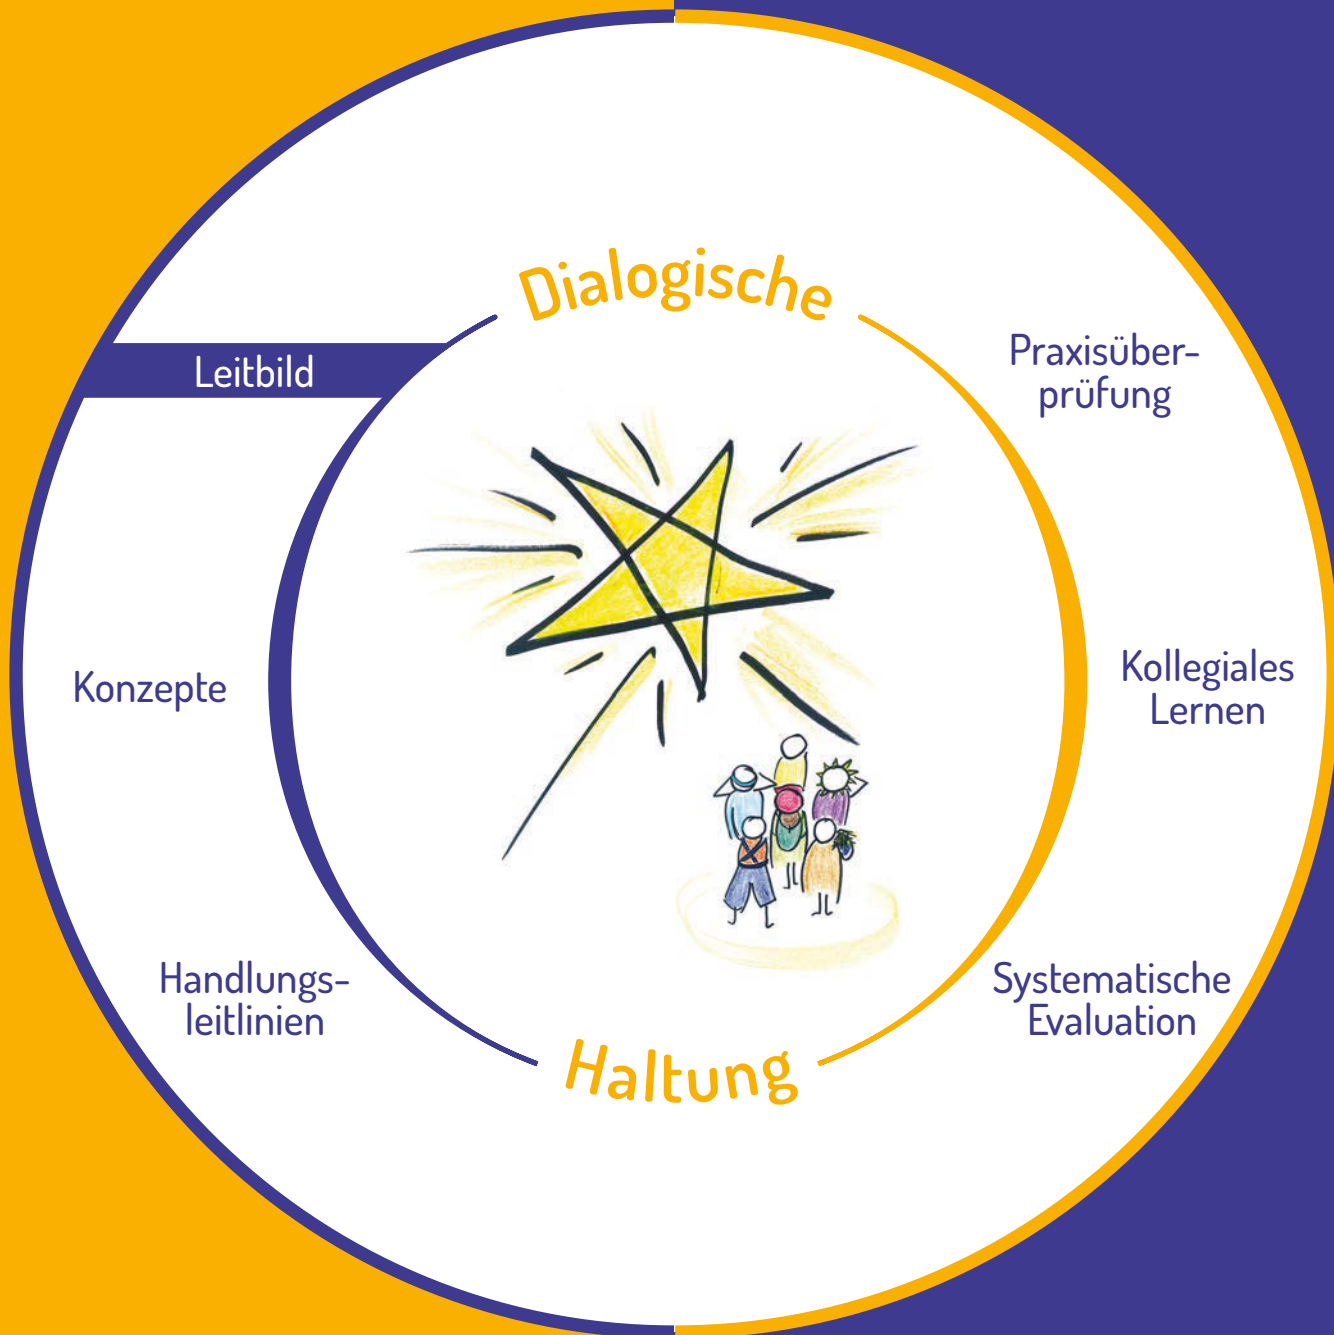 Dialogische
Leitbild
Konzepte
Handlungs-
leitlinien
Praxisüber-
prüfung
Kollegiales
Lernen
Systematische
Evaluation
Haltung